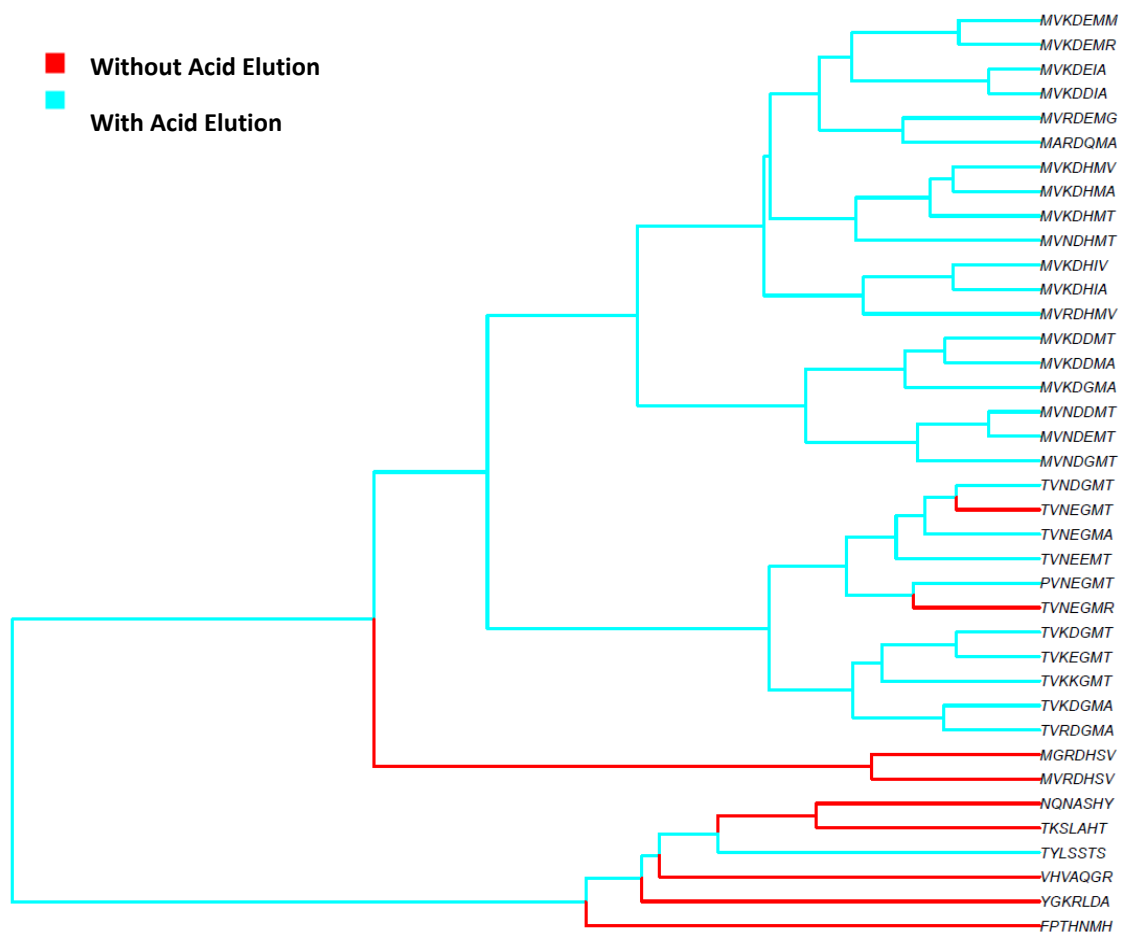 Without Acid Elution
With Acid Elution
MVKDEMM
MVKDEMR
MVKDEIA
MVKDDIA
MVRDEMG
MARDQMA
MVKDHMV
MVKDHMA
MVKDHMT
MVNDHMT
MVKDHIV
MVKDHIA
MVRDHMV
MVKDDMT
MVKDDMA
MVKDGMA
MVNDDMT
MVNDEMT
MVNDGMT
TVNDGMT
TVNEGMT
TVNEGMA
TVNEEMT
PVNEGMT
TVNEGMR
TVKDGMT
TVKEGMT
TVKKGMT
TVKDGMA
TVRDGMA
MGRDHSV
MVRDHSV
NQNASHY
TKSLAHT
TYLSSTS
VHVAQGR
YGKRLDA
FPTHNMH